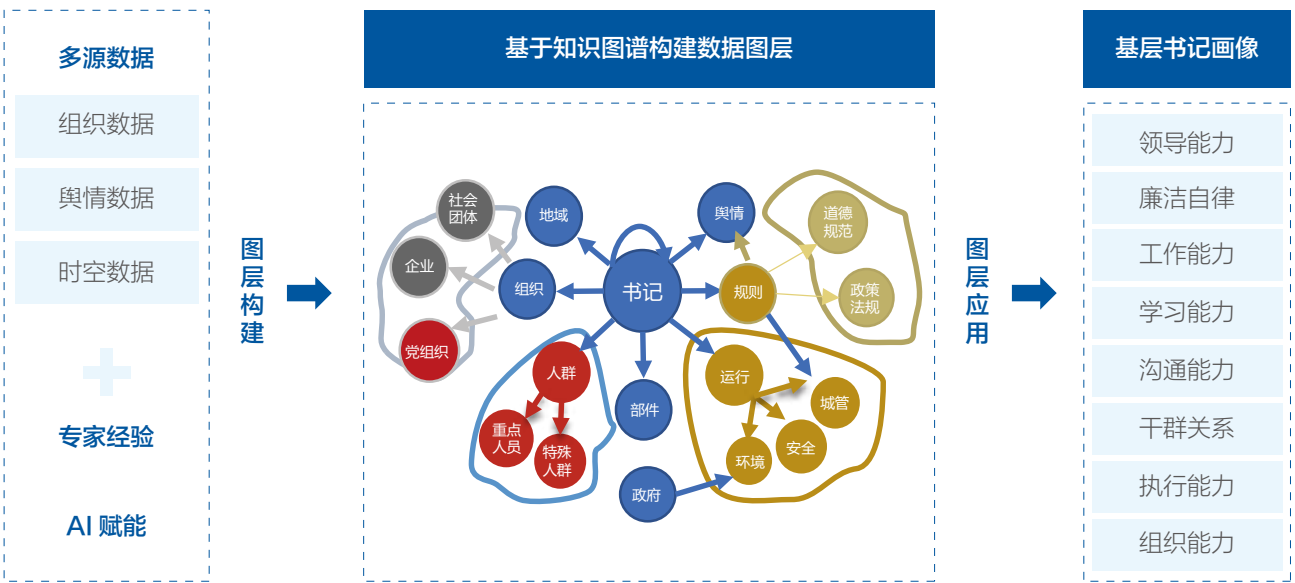 多源数据
组织数据
舆情数据
时空数据
专家经验
AI 赋能
图
层
构
建
基于知识图谱构建数据图层
社会
团体
地域
舆情
道德
规范
企业
组织
书记
规则
政策
法规
党组织
人群
运行
重点
人员
特殊
人群
部件
城管
安全
环境
政府
图
层
应
用
基层书记画像
领导能力
廉洁自律
工作能力
学习能力
沟通能力
干群关系
执行能力
组织能力